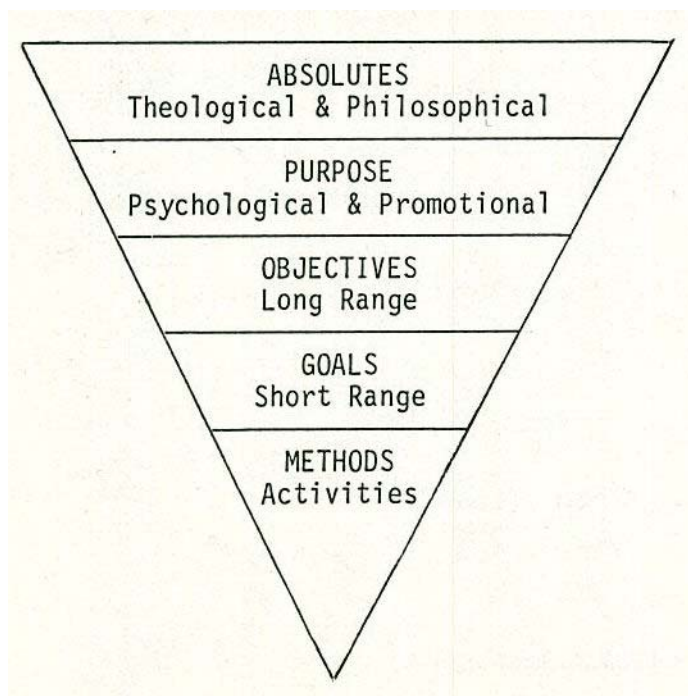 ABSOLUTES
Theological & Philosophical
PURPOSE
Psychological & Promotional
OBJECTIVES
Long Range
GOALS
Short Range
METHODS
Activities